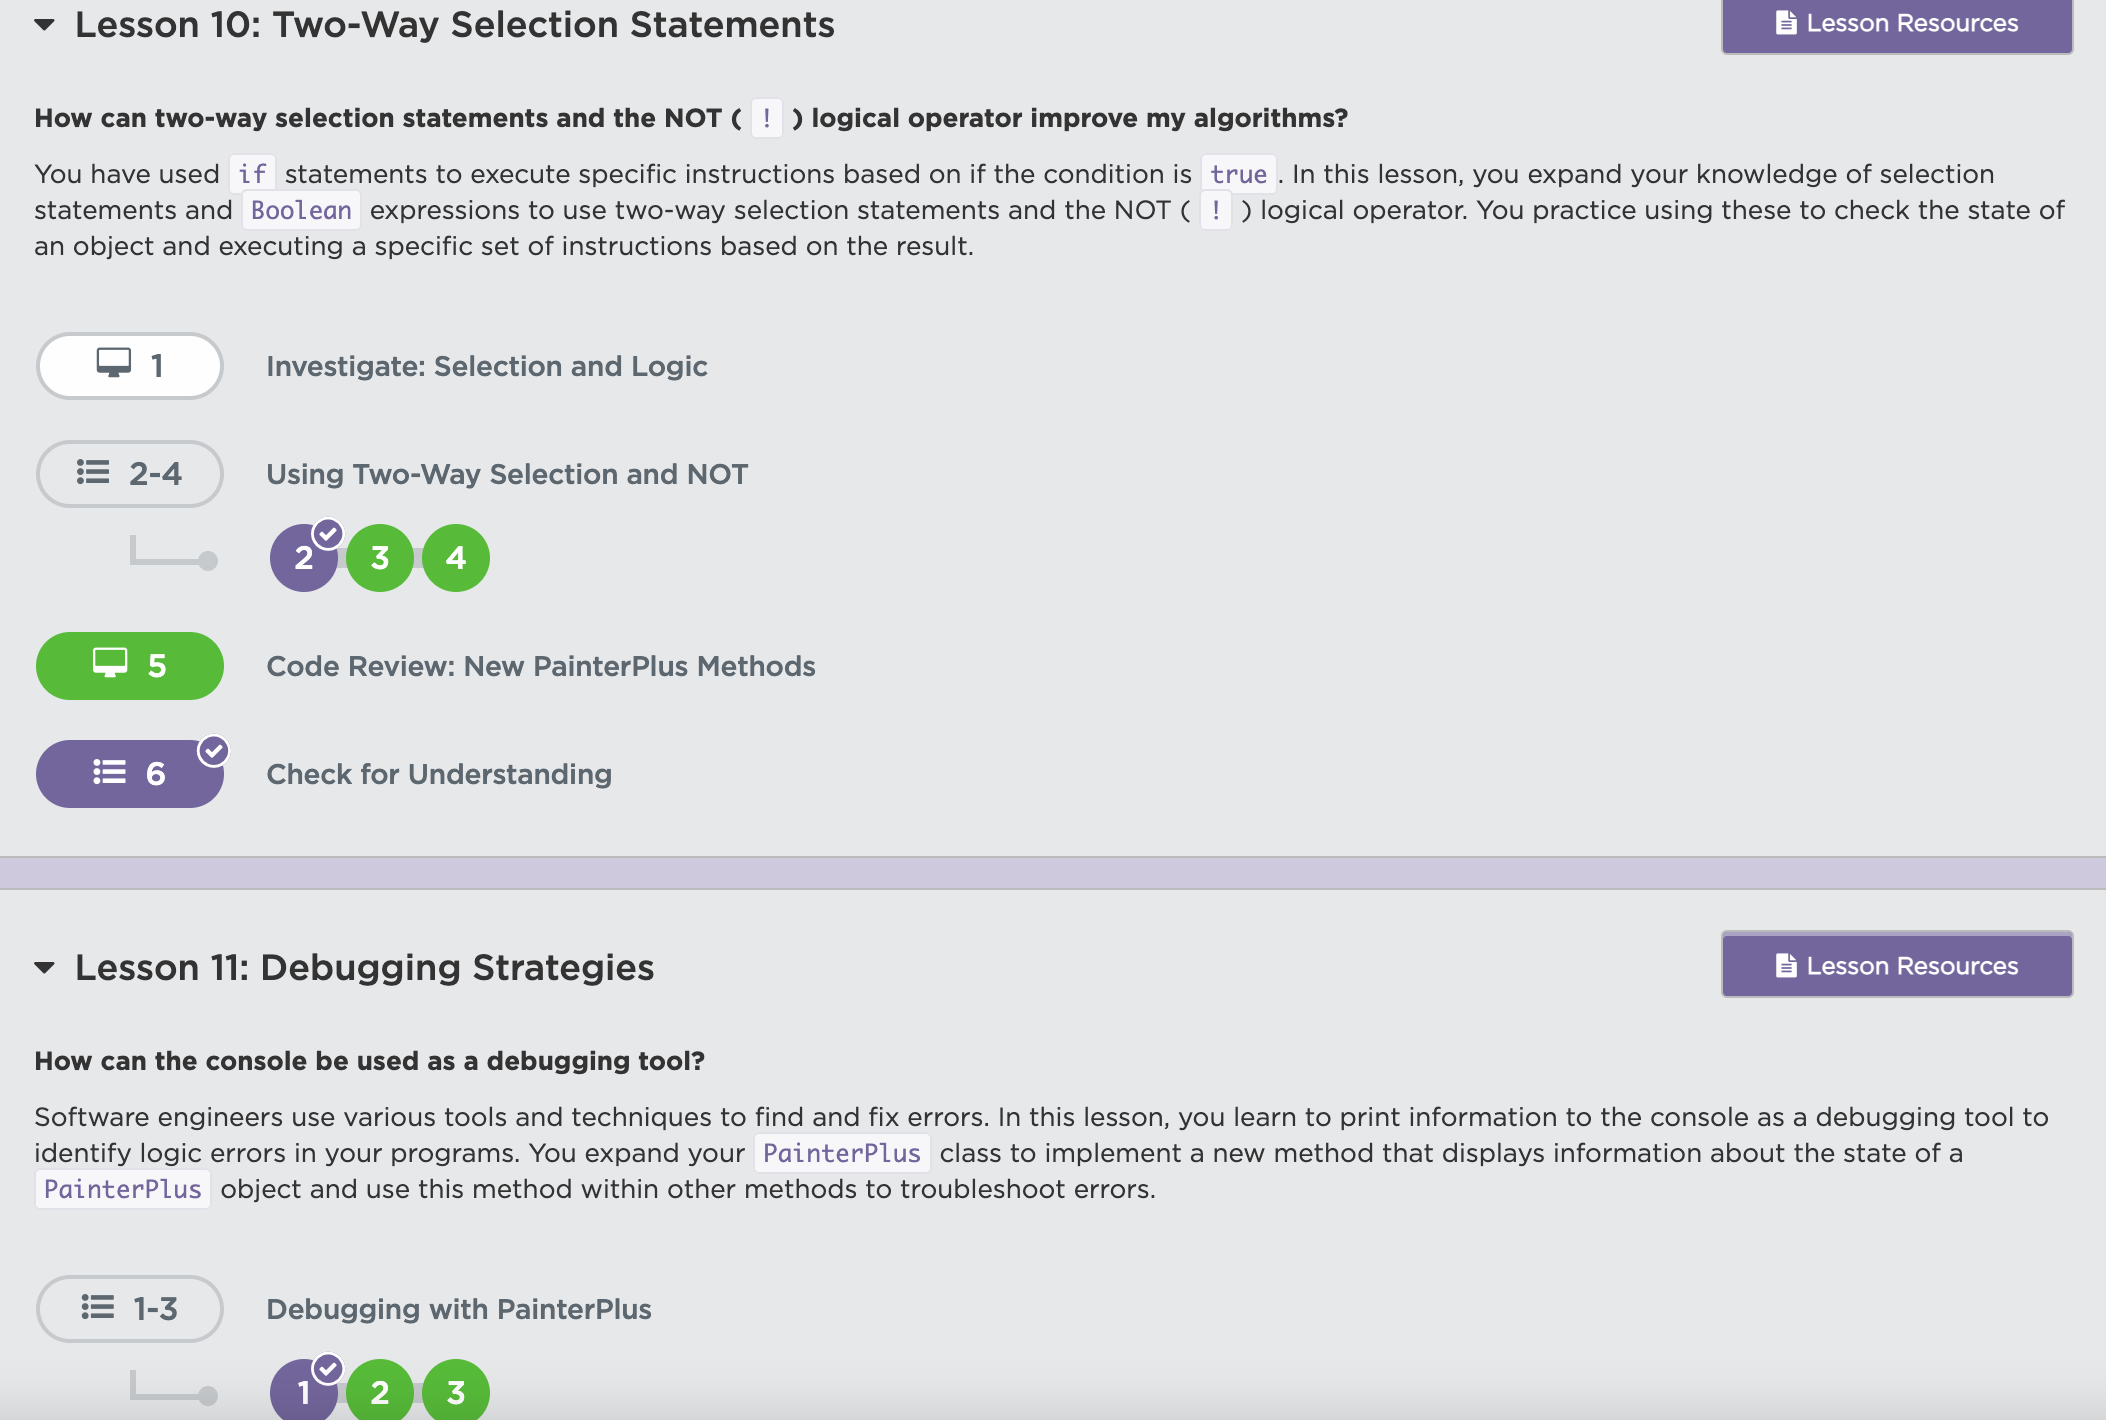 Lesson 10: Two-Way Selection Statements
Lesson Resources
How can two-way selection statements and the NOT ( ! ) logical operator improve my algorithms?
You have used if statements to execute specific instructions based on if the condition is true. In this lesson, you expand your knowledge of selection
statements and Boolean expressions to use two-way selection statements and the NOT ( ! ) logical operator. You practice using these to check the state of
an object and executing a specific set of instructions based on the result.
1 Investigate: Selection and Logic
2-4 Using Two-Way Selection and NOT
2 3 4
5 Code Review: New PainterPlus Methods
6 Check for Understanding
Lesson 11: Debugging Strategies
Lesson Resources
How can the console be used as a debugging tool?
Software engineers use various tools and techniques to find and fix errors. In this lesson, you learn to print information to the console as a debugging tool to
identify logic errors in your programs. You expand your PainterPlus class to implement a new method that displays information about the state of a
PainterPlus object and use this method within other methods to troubleshoot errors.
1-3 Debugging with PainterPlus
1 2 3